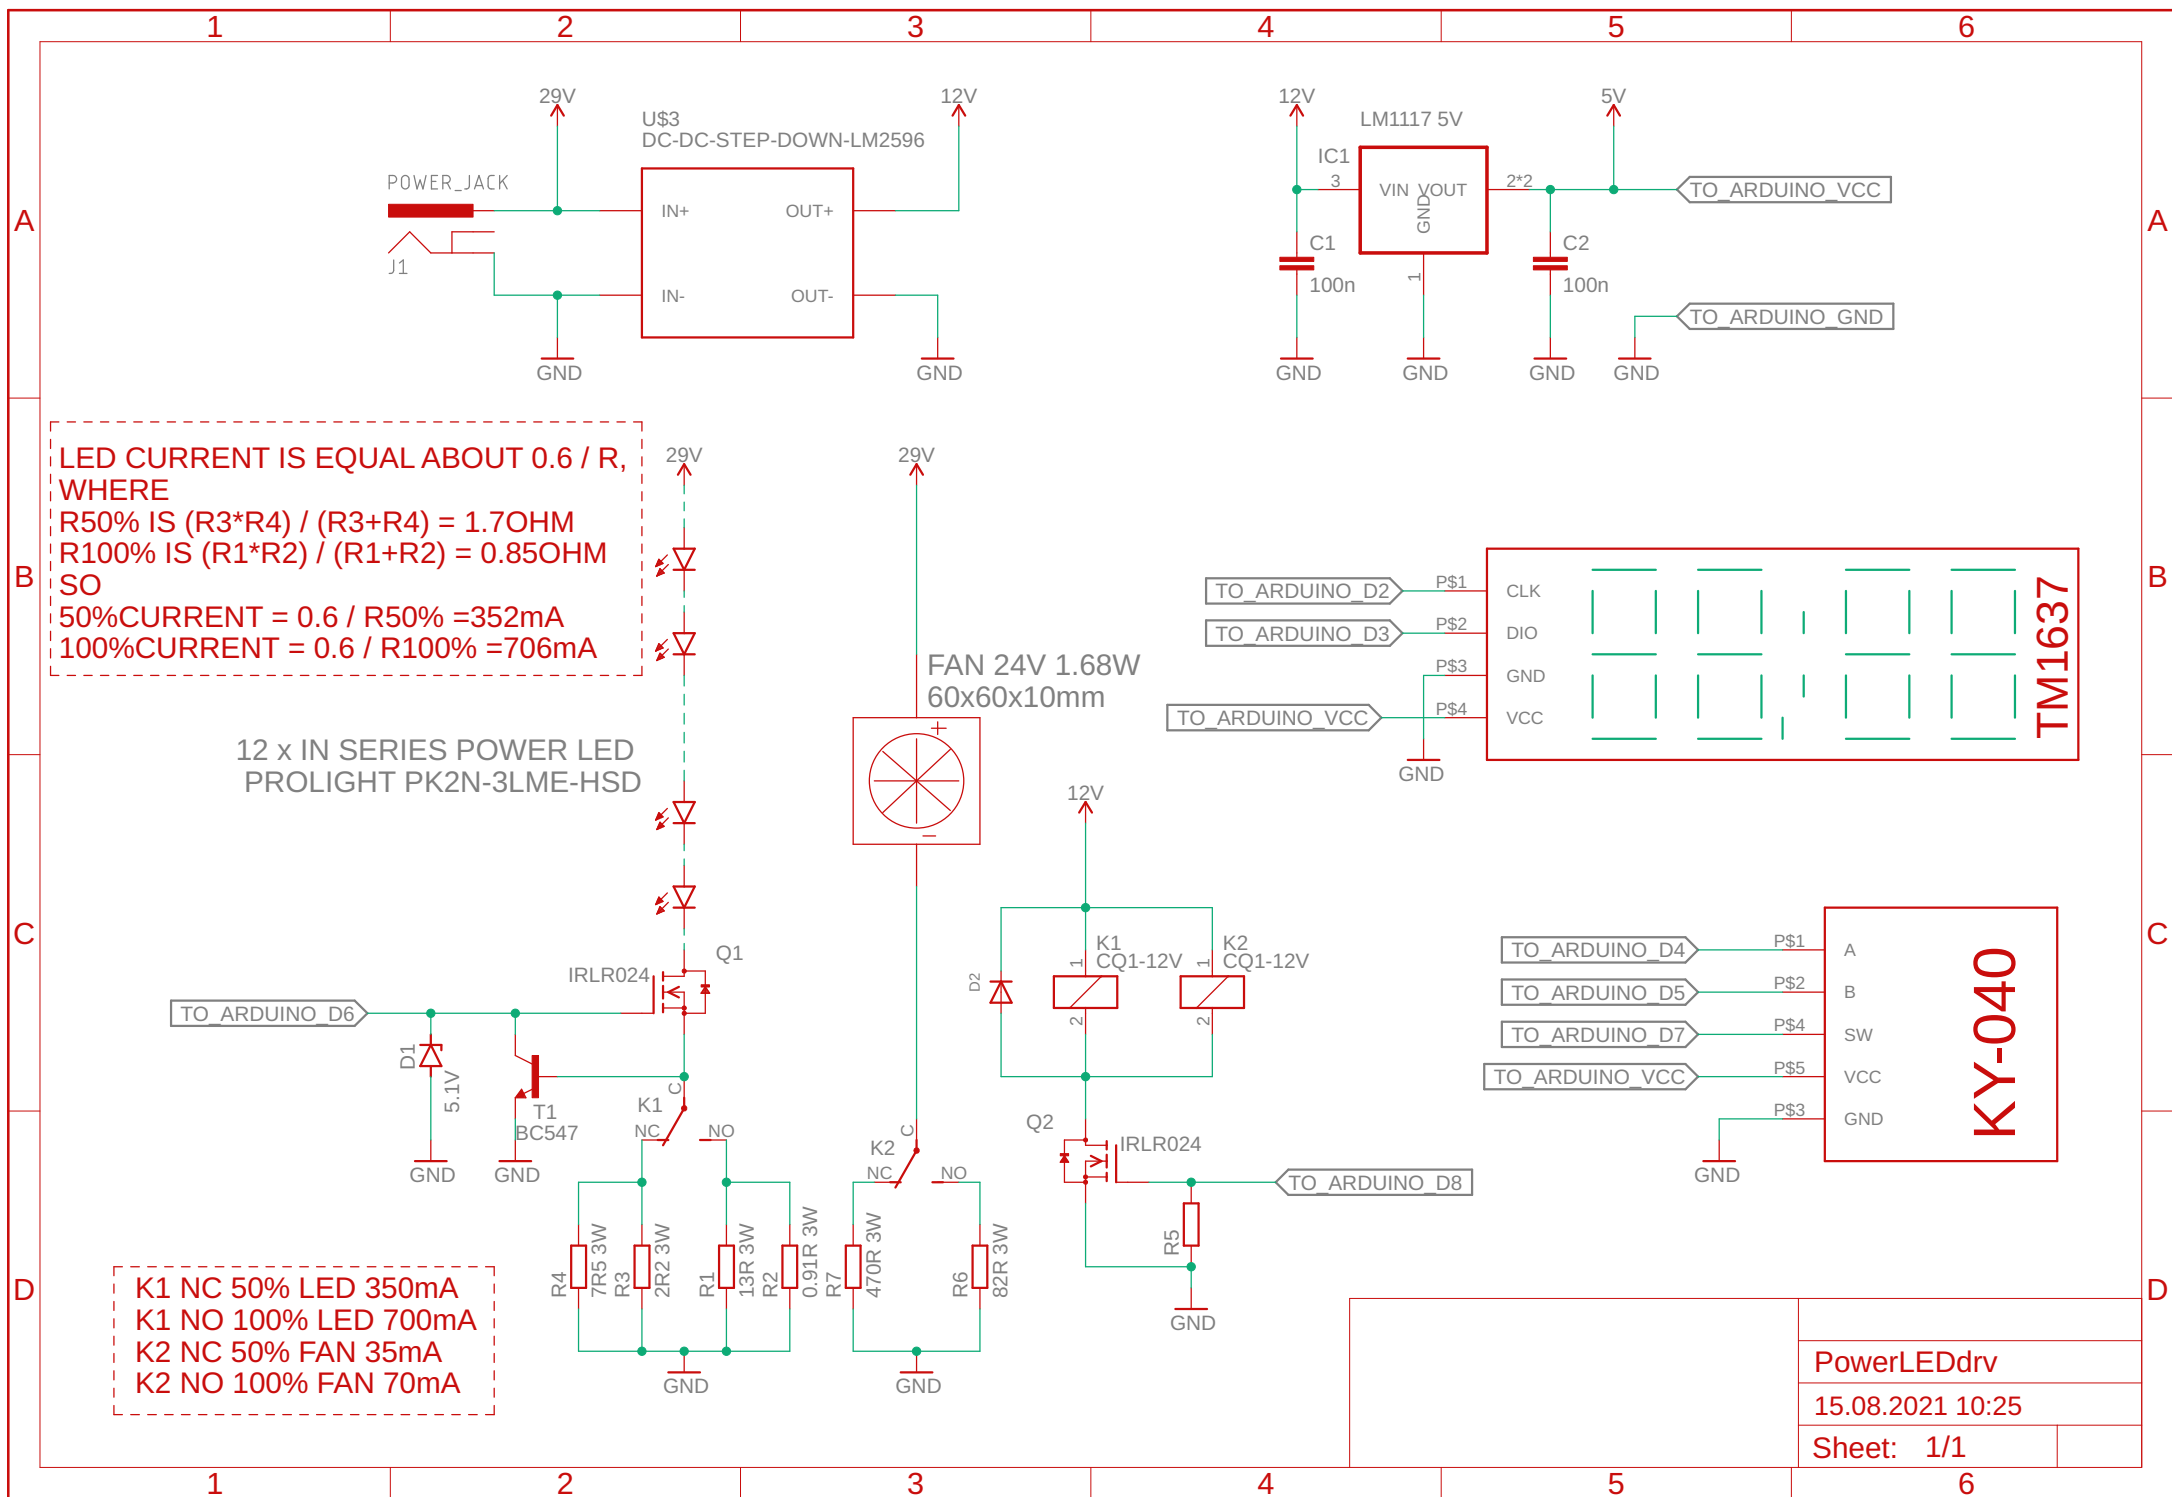 1 2 3 4 5 6
A
A
29V
U$3
DC-DC-STEP-DOWN-LM2596
12V
POWER_JACK
J1
IN+
OUT+
IN-
OUT-
GND
GND
12V
LM1117 5V
5V
IC1
3
VIN VOUT
GND
2*2
1
TO_ARDUINO_VCC
C1
100n
C2
100n
TO_ARDUINO_GND
GND
GND
GND
GND
B
B
LED CURRENT IS EQUAL ABOUT 0.6 / R,
WHERE
R50% IS (R3*R4) / (R3+R4) = 1.7OHM
R100% IS (R1*R2) / (R1+R2) = 0.85OHM
SO
50%CURRENT = 0.6 / R50% =352mA
100%CURRENT = 0.6 / R100% =706mA
29V
29V
12 x IN SERIES POWER LED
PROLIGHT PK2N-3LME-HSD
FAN 24V 1.68W
60x60x10mm
+
−
TO_ARDUINO_D2
P$1
CLK
TO_ARDUINO_D3
P$2
DIO
P$3
GND
TO_ARDUINO_VCC
P$4
VCC
GND
TM1637
C
C
Q1
IRLR024
TO_ARDUINO_D6
D1
5.1V
GND
T1
BC547
GND
K1
C
NC
NO
K2
C
NC
NO
12V
D2
K1
CQ1-12V
1
2
K2
CQ1-12V
1
2
Q2
IRLR024
TO_ARDUINO_D8
R5
GND
TO_ARDUINO_D4
P$1
A
TO_ARDUINO_D5
P$2
B
TO_ARDUINO_D7
P$4
SW
TO_ARDUINO_VCC
P$5
VCC
P$3
GND
GND
KY-040
D
D
R4
7R5 3W
R3
2R2 3W
R1
13R 3W
R2
0.91R 3W
R7
470R 3W
R6
82R 3W
GND
GND
K1 NC 50% LED 350mA
K1 NO 100% LED 700mA
K2 NC 50% FAN 35mA
K2 NO 100% FAN 70mA
PowerLEDdrv
15.08.2021 10:25
Sheet: 1/1
1 2 3 4 5 6